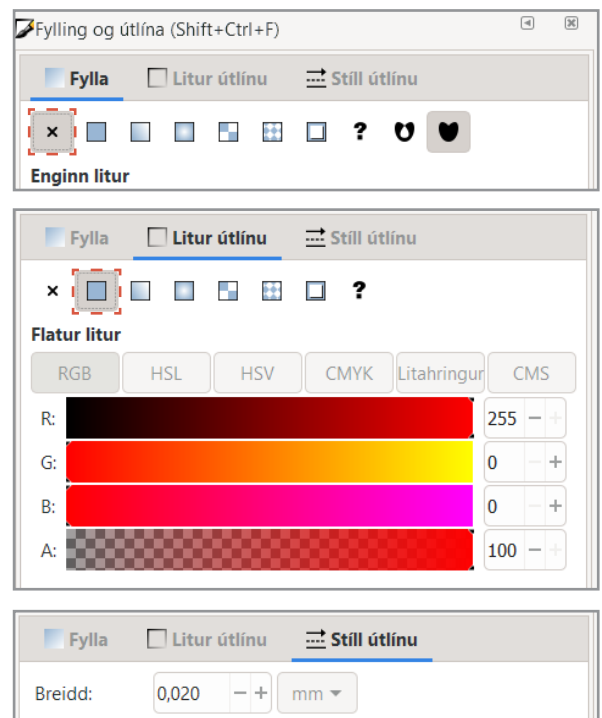 Fylling og útlína (Shift+Ctrl+F)
Fylla Litur útlínu Stíll útlínu
× ?
Enginn litur
Fylla Litur útlínu Stíll útlínu
× ?
Flatur litur
RGB HSL HSV CMYK Litahringur CMS
R: 255 − +
G: 0 − +
B: 0 − +
A: 100 − +
Fylla Litur útlínu Stíll útlínu
Breidd: 0,020 − + mm